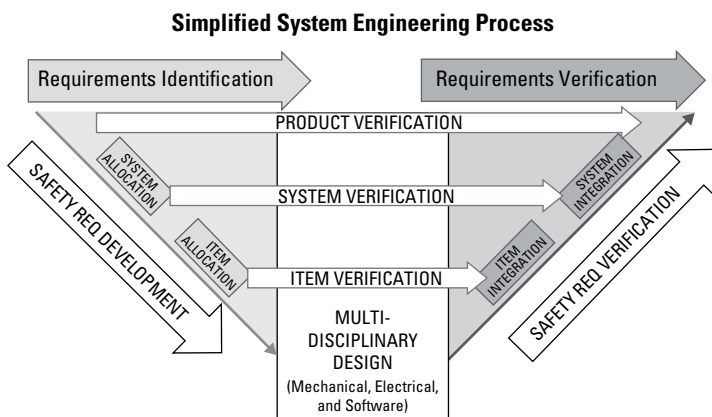 Simplified System Engineering Process
Requirements Identification
Requirements Verification
PRODUCT VERIFICATION
SYSTEM
ALLOCATION
SYSTEM
INTEGRATION
SYSTEM VERIFICATION
SAFETY REQ DEVELOPMENT
SAFETY REQ VERIFICATION
ITEM
ALLOCATION
ITEM
INTEGRATION
ITEM VERIFICATION
MULTI-
DISCIPLINARY
DESIGN
(Mechanical, Electrical,
and Software)